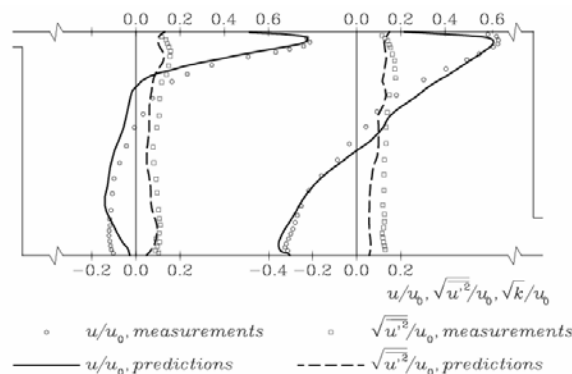 0.0 0.2 0.4 0.0 0.2 0.4 0.6
-0.2 0.0 0.2 -0.4 -0.2 0.0 0.2
u/u₀, √u'²/u₀, √k/u₀
u/u₀, measurements √u'²/u₀, measurements
u/u₀, predictions √u'²/u₀, predictions